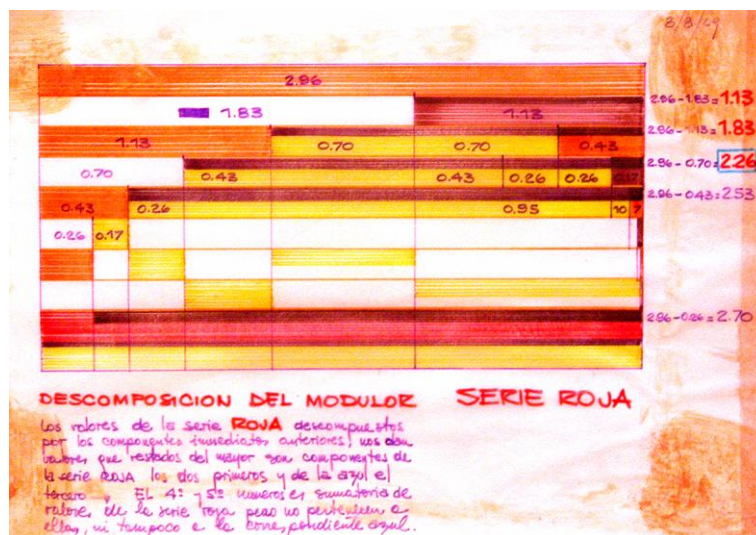 8/8/49
2.96
1.83 1.13
2.96-1.83=1.13
1.13 0.70 0.70 0.43
2.96-1.13=1.83
0.70 0.43 0.43 0.26 0.26 0.17
2.96-0.70=2.26
0.43 0.26 0.95 10 7
2.96-0.43=2.53
0.26 0.17
2.96-0.26=2.70
DESCOMPOSICION DEL MODULOR SERIE ROJA
Los valores de la serie ROJA descompuestos
por los componentes inmediatos anteriores, nos dan
valores que restados del mayor son componentes de
la serie ROJA los dos primeros y de la azul el
tercero. EL 4º y 5º numeros es sumatoria de
valores de la serie roja pero no pertenecen a
ellas, ni tampoco a la correspondiente azul.